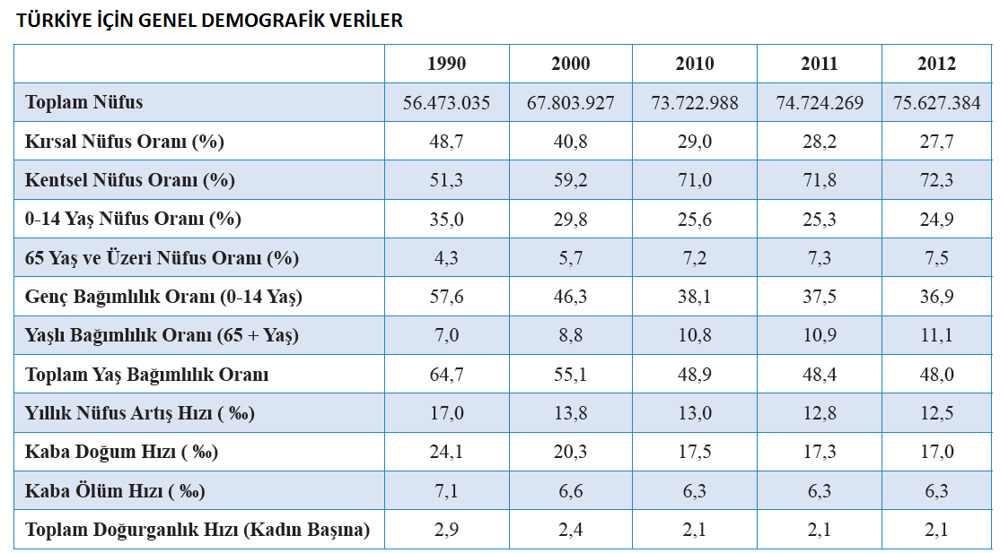 TÜRKİYE İÇİN GENEL DEMOGRAFİK VERİLER
1990 2000 2010 2011 2012
Toplam Nüfus 56.473.035 67.803.927 73.722.988 74.724.269 75.627.384
Kırsal Nüfus Oranı (%) 48,7 40,8 29,0 28,2 27,7
Kentsel Nüfus Oranı (%) 51,3 59,2 71,0 71,8 72,3
0-14 Yaş Nüfus Oranı (%) 35,0 29,8 25,6 25,3 24,9
65 Yaş ve Üzeri Nüfus Oranı (%) 4,3 5,7 7,2 7,3 7,5
Genç Bağımlılık Oranı (0-14 Yaş) 57,6 46,3 38,1 37,5 36,9
Yaşlı Bağımlılık Oranı (65 + Yaş) 7,0 8,8 10,8 10,9 11,1
Toplam Yaş Bağımlılık Oranı 64,7 55,1 48,9 48,4 48,0
Yıllık Nüfus Artış Hızı ( ‰) 17,0 13,8 13,0 12,8 12,5
Kaba Doğum Hızı ( ‰) 24,1 20,3 17,5 17,3 17,0
Kaba Ölüm Hızı ( ‰) 7,1 6,6 6,3 6,3 6,3
Toplam Doğurganlık Hızı (Kadın Başına) 2,9 2,4 2,1 2,1 2,1